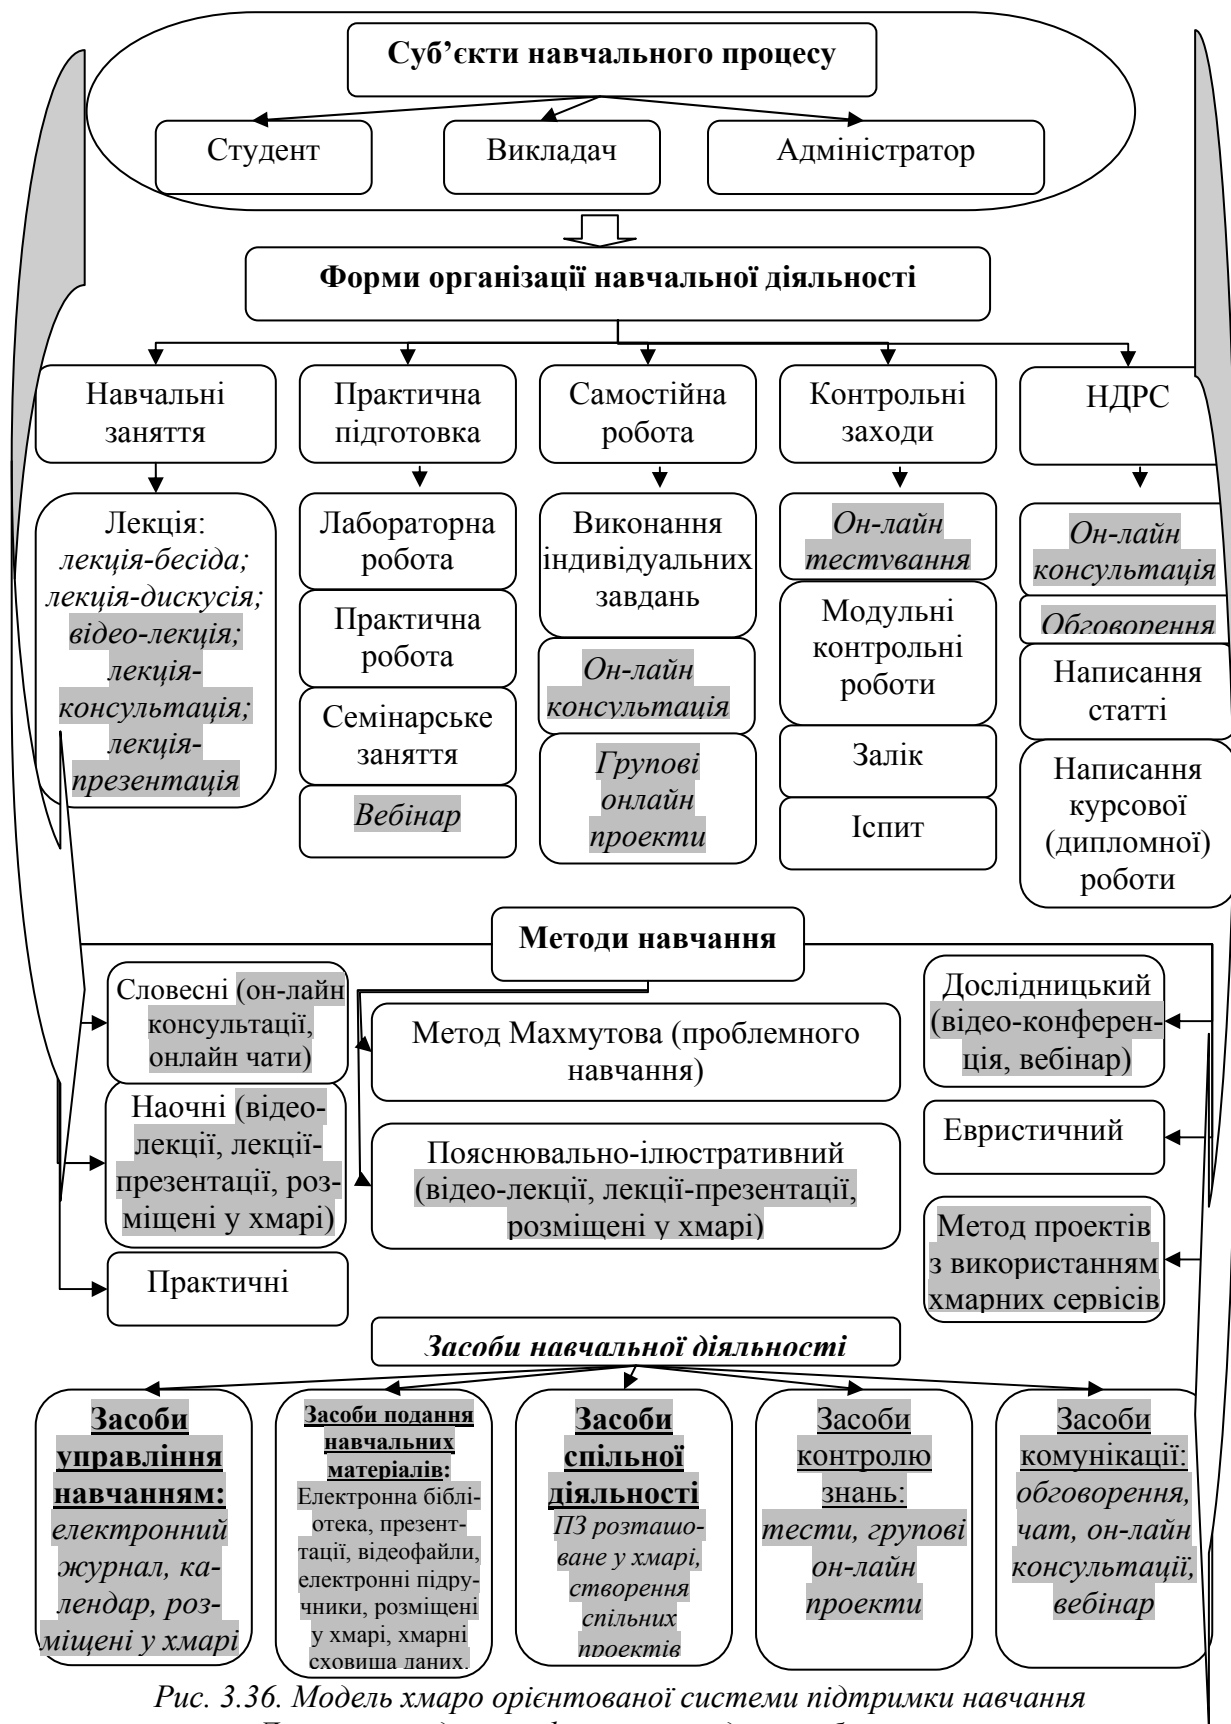 Суб’єкти навчального процесу
Студент
Викладач
Адміністратор
Форми організації навчальної діяльності
Навчальні
заняття
Практична
підготовка
Самостійна
робота
Контрольні
заходи
НДРС
Лекція:
лекція-бесіда;
лекція-дискусія;
відео-лекція;
лекція-
консультація;
лекція-
презентація
Лабораторна
робота
Практична
робота
Семінарське
заняття
Вебінар
Виконання
індивідуальних
завдань
Он-лайн
консультація
Групові
онлайн
проекти
Он-лайн
тестування
Модульні
контрольні
роботи
Залік
Іспит
Он-лайн
консультація
Обговорення
Написання
статті
Написання
курсової
(дипломної)
роботи
Методи навчання
Словесні (он-лайн
консультації,
онлайн чати)
Наочні (відео-
лекції, лекції-
презентації, роз-
міщені у хмарі)
Практичні
Метод Махмутова (проблемного
навчання)
Пояснювально-ілюстративний
(відео-лекції, лекції-презентації,
розміщені у хмарі)
Дослідницький
(відео-конферен-
ція, вебінар)
Евристичний
Метод проектів
з використанням
хмарних сервісів
Засоби навчальної діяльності
Засоби
управління
навчанням:
електронний
журнал, ка-
лендар, роз-
міщені у хмарі
Засоби подання
навчальних
матеріалів:
Електронна біблі-
отека, презент-
тації, відеофайли,
електронні підру-
чники, розміщені
у хмарі, хмарні
сховища даних.
Засоби
спільної
діяльності
ПЗ розташо-
ване у хмарі,
створення
спільних
проектів
Засоби
контролю
знань:
тести, групові
он-лайн
проекти
Засоби
комунікації:
обговорення,
чат, он-лайн
консультації,
вебінар
Рис. 3.36. Модель хмаро орієнтованої системи підтримки навчання